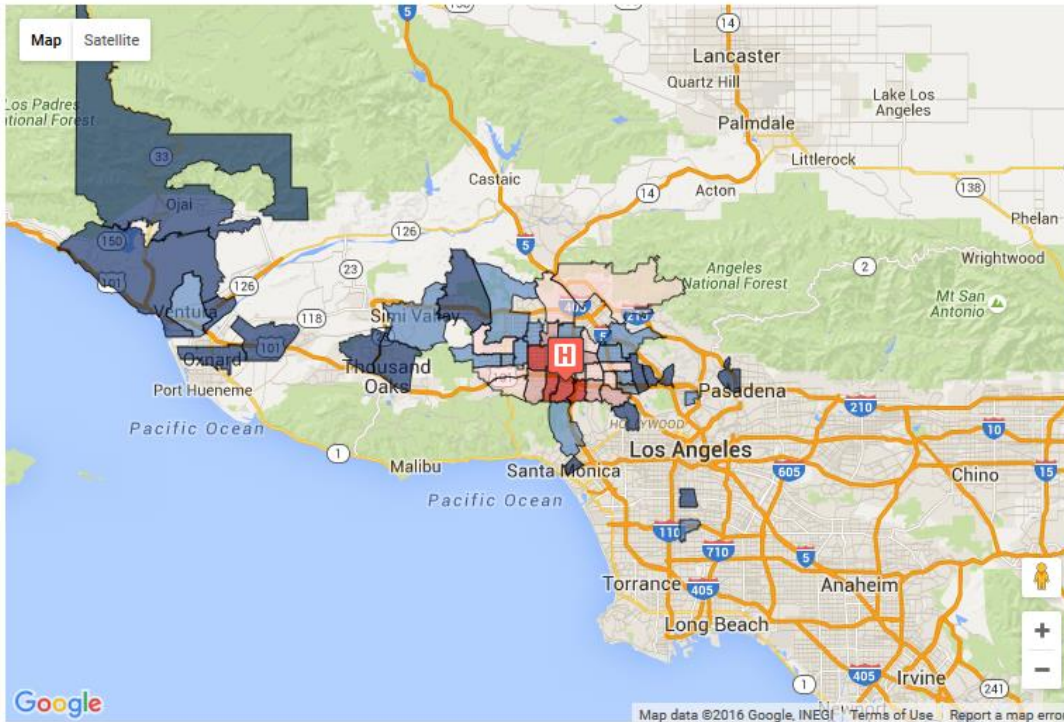 5
138
14
Map Satellite
Lancaster
Quartz Hill
Lake Los
Angeles
Los Padres
National Forest
Palmdale
33
Castaic
Littlerock
14
Acton
138
Ojai
126
Phelan
150
23
5
2
Wrightwood
Angeles
National Forest
101
126
405
Mt San
Antonio
118
Simi Valley
5
210
Ventura
101
H
Oxnard
Thousand
Oaks
101
Port Hueneme
Pasadena
210
HOLLYWOOD
10
Pacific Ocean
1
Los Angeles
Malibu
Santa Monica
605
Chino
15
Pacific Ocean
110
710
5
Torrance
405
Anaheim
Long Beach
+
−
1
405
Irvine
241
Newport
Google
Map data ©2016 Google, INEGI Terms of Use Report a map error